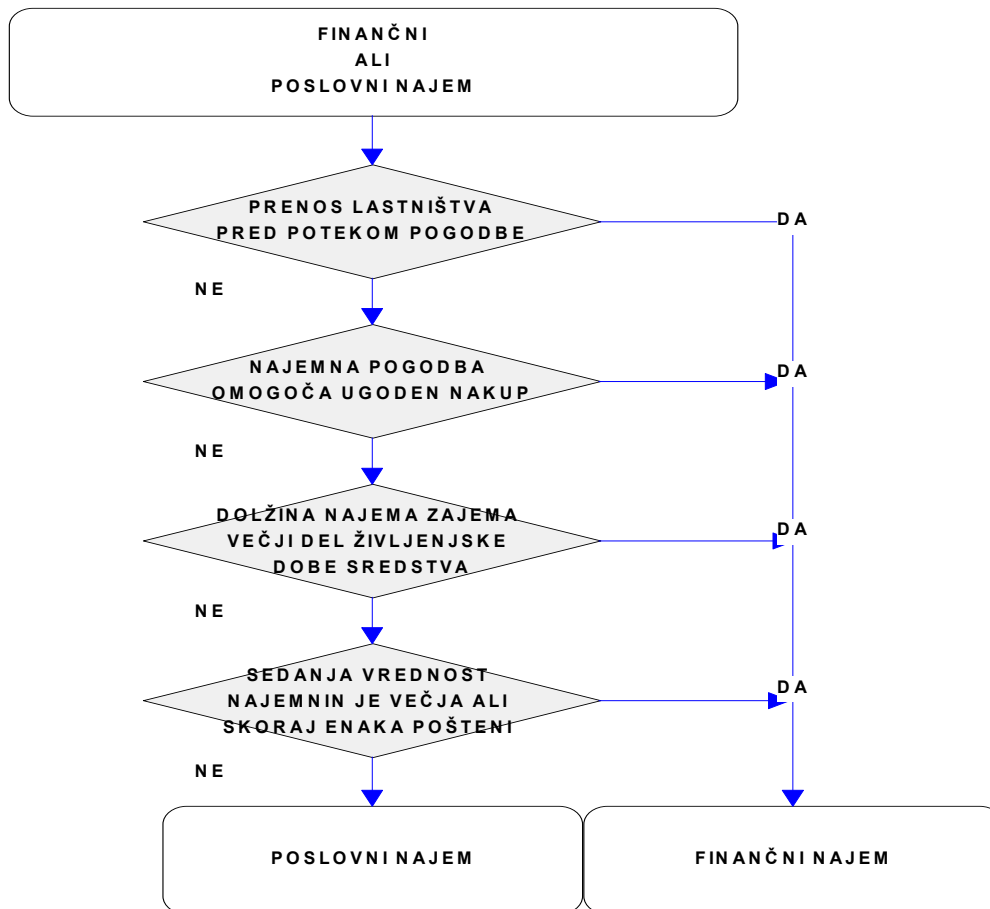 FINANČNI
ALI
POSLOVNI NAJEM
PRENOS LASTNIŠTVA
PRED POTEKOM POGODBE
DA
NE
NAJEMNA POGODBA
OMOGOČA UGODEN NAKUP
DA
NE
DOLŽINA NAJEMA ZAJEMA
VEČJI DEL ŽIVLJENJSKE
DOBE SREDSTVA
DA
NE
SEDANJA VREDNOST
NAJEMNIN JE VEČJA ALI
SKORAJ ENAKA POŠTENI
DA
NE
POSLOVNI NAJEM
FINANČNI NAJEM